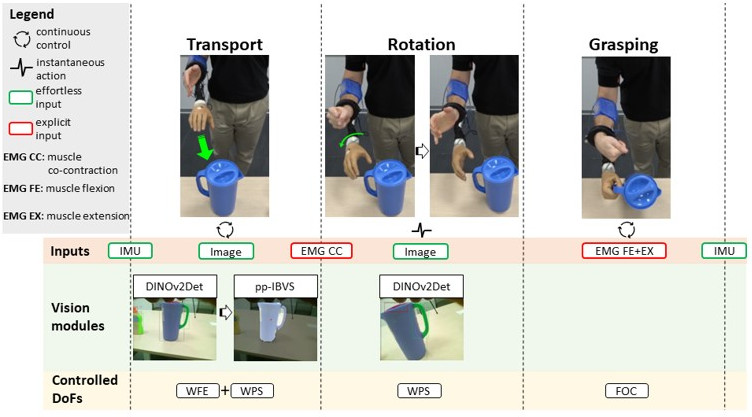 Legend
continuous
control
instantaneous
action
effortless
input
explicit
input
EMG CC: muscle
co-contraction
EMG FE: muscle flexion
EMG EX: muscle extension
Transport
Rotation
Grasping
Inputs
IMU
Image
EMG CC
Image
EMG FE+EX
IMU
Vision
modules
DINOv2Det
pp-IBVS
DINOv2Det
Controlled
DoFs
WFE + WPS
WPS
FOC